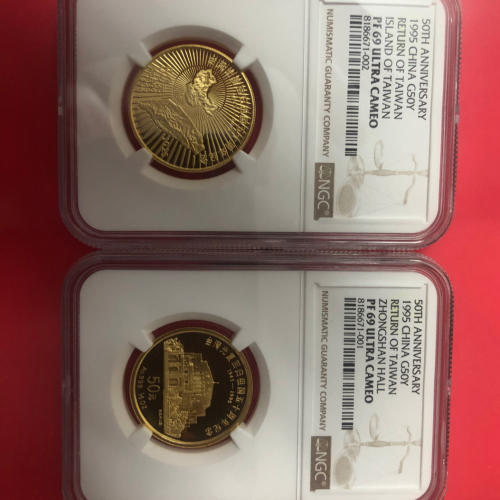 50TH ANNIVERSARY
1995 CHINA G50Y
RETURN OF TAIWAN
ISLAND OF TAIWAN
PF 69 ULTRA CAMEO
8186671-002
NGC
NUMISMATIC GUARANTY COMPANY
50TH ANNIVERSARY
1995 CHINA G50Y
RETURN OF TAIWAN
ZHONGSHAN HALL
PF 69 ULTRA CAMEO
8186671-001
NGC
NUMISMATIC GUARANTY COMPANY
50元